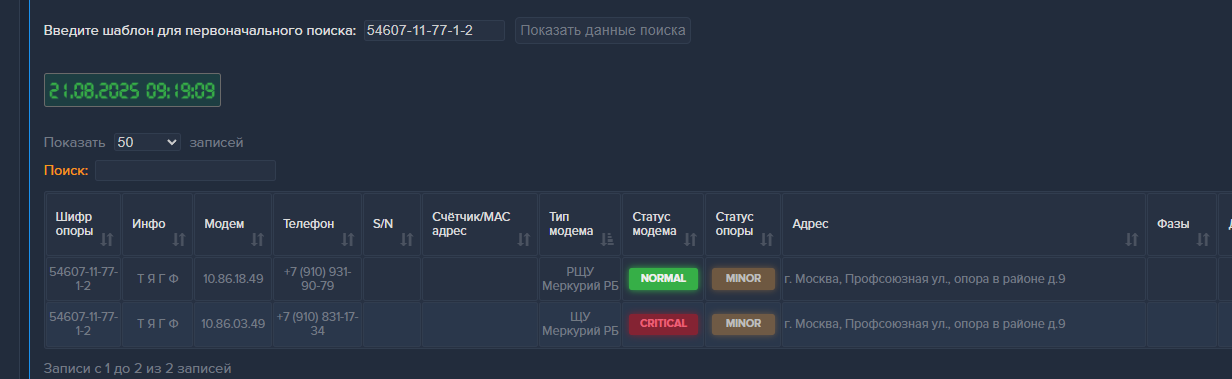 Введите шаблон для первоначального поиска: 54607-11-77-1-2 Показать данные поиска
21.08.2025 09:19:09
Показать 50 записей
Поиск:
Шифр опоры Инфо Модем Телефон S/N Счётчик/MAC адрес Тип модема Статус модема Статус опоры Адрес Фазы
54607-11-77-1-2 Т Я Г Ф 10.86.18.49 +7 (910) 931-90-79 РЩУ Меркурий РБ NORMAL MINOR г. Москва, Профсоюзная ул., опора в районе д.9
54607-11-77-1-2 Т Я Г Ф 10.86.03.49 +7 (910) 831-17-34 ЩУ Меркурий РБ CRITICAL MINOR г. Москва, Профсоюзная ул., опора в районе д.9
Записи с 1 до 2 из 2 записей